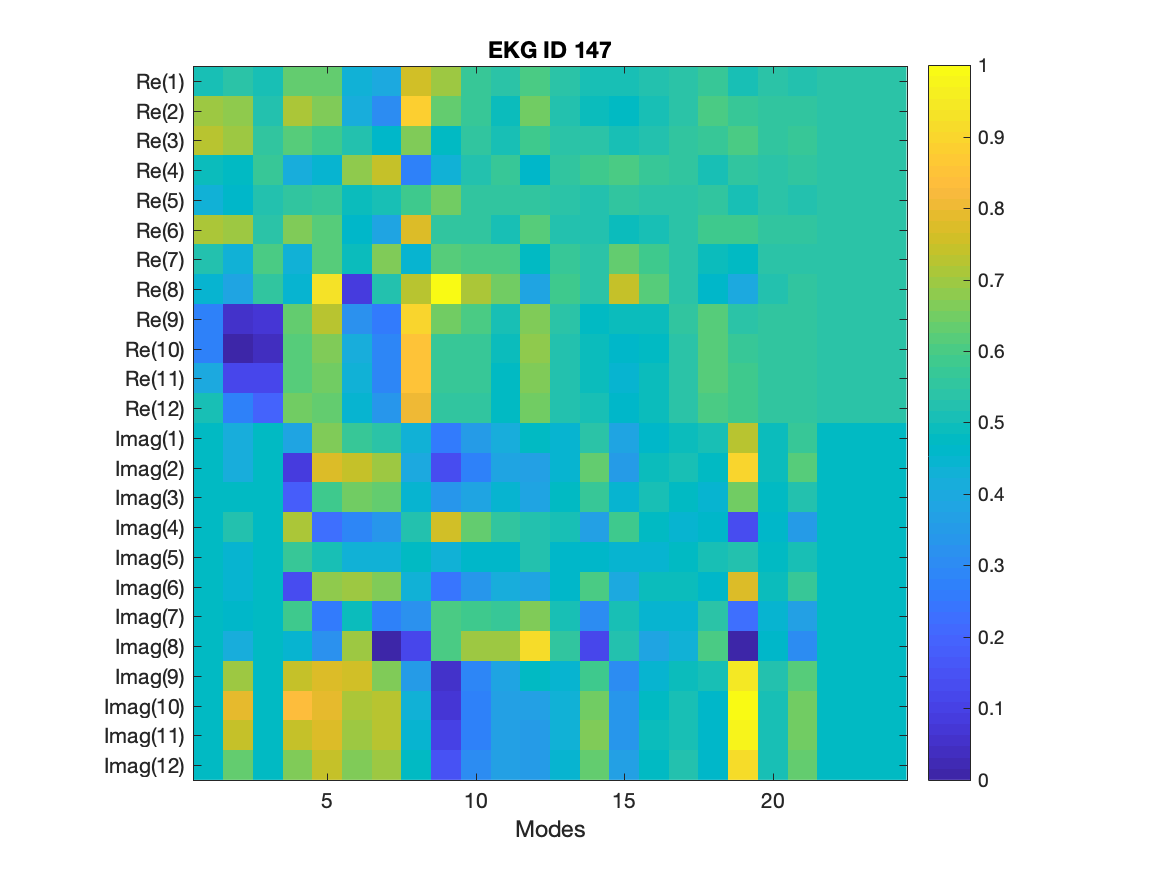 EKG ID 147
Re(1)
Re(2)
Re(3)
Re(4)
Re(5)
Re(6)
Re(7)
Re(8)
Re(9)
Re(10)
Re(11)
Re(12)
Imag(1)
Imag(2)
Imag(3)
Imag(4)
Imag(5)
Imag(6)
Imag(7)
Imag(8)
Imag(9)
Imag(10)
Imag(11)
Imag(12)
5 10 15 20
Modes
1
0.9
0.8
0.7
0.6
0.5
0.4
0.3
0.2
0.1
0